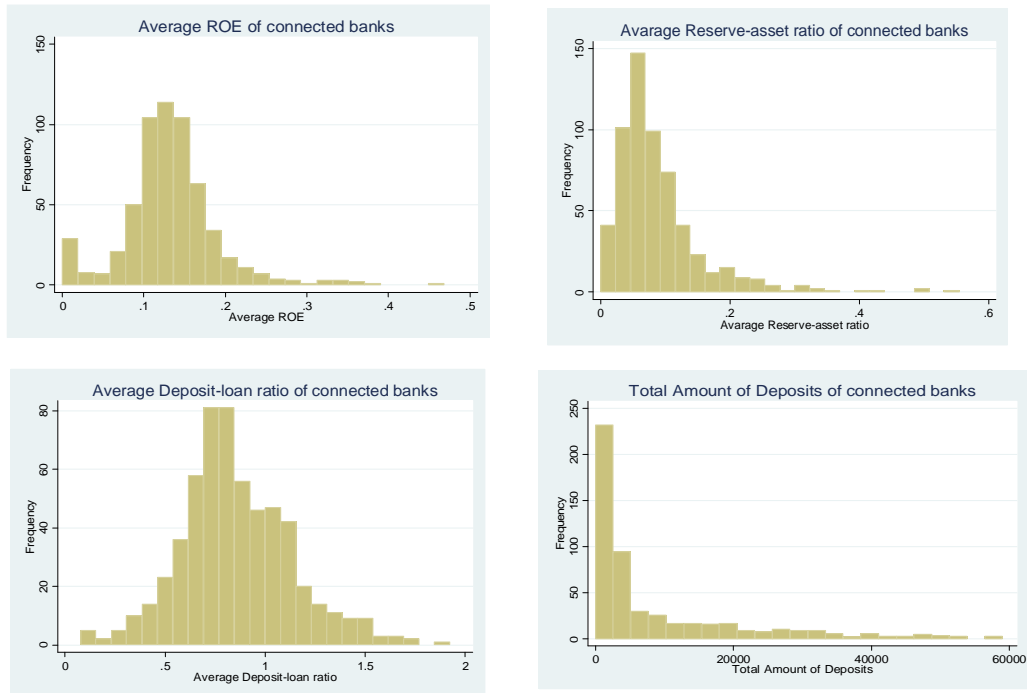 Average ROE of connected banks
150
100
50
0
Frequency
0 .1 .2 .3 .4 .5
Average ROE
Avarage Reserve-asset ratio of connected banks
150
100
50
0
Frequency
0 .2 .4 .6
Avarage Reserve-asset ratio
Average Deposit-loan ratio of connected banks
80
60
40
20
0
Frequency
0 .5 1 1.5 2
Average Deposit-loan ratio
Total Amount of Deposits of connected banks
250
200
150
100
50
0
Frequency
0 20000 40000 60000
Total Amount of Deposits